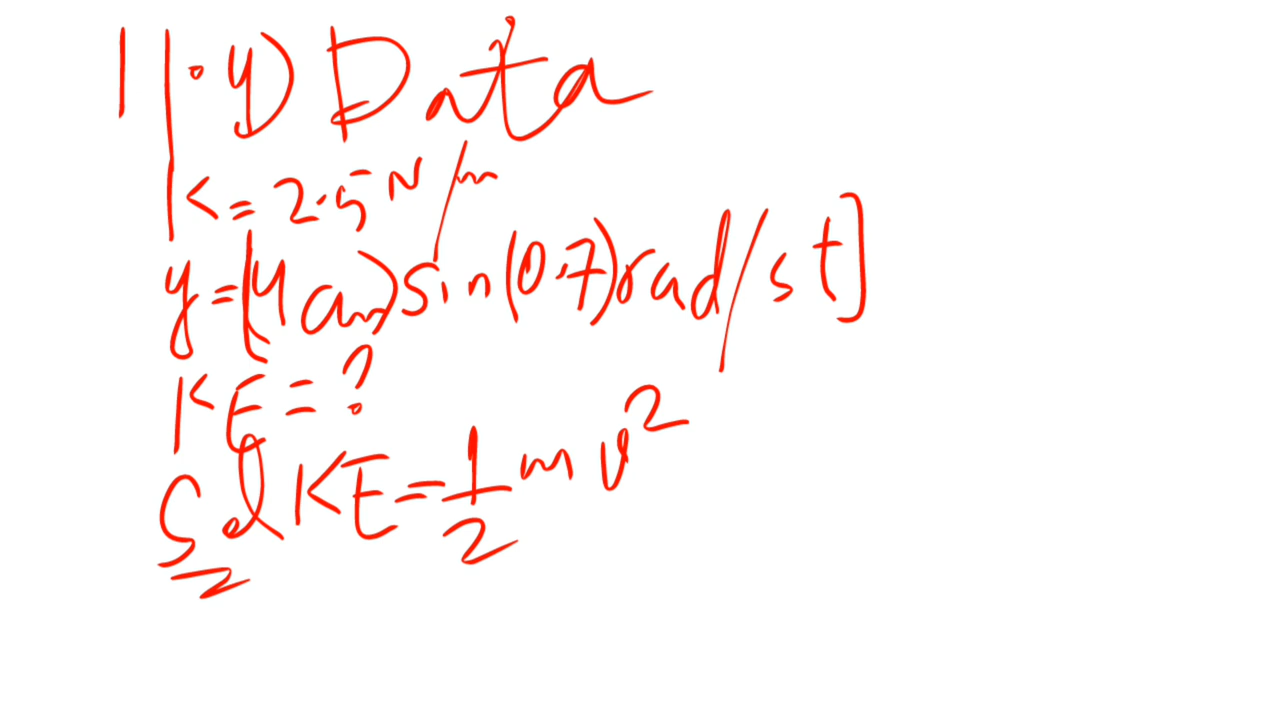 11.4) Data
K = 2.5 N/m
y = [(4 cm) sin(0.7) rad/s t]
KE = ?
Sol KE = 1/2 m v²